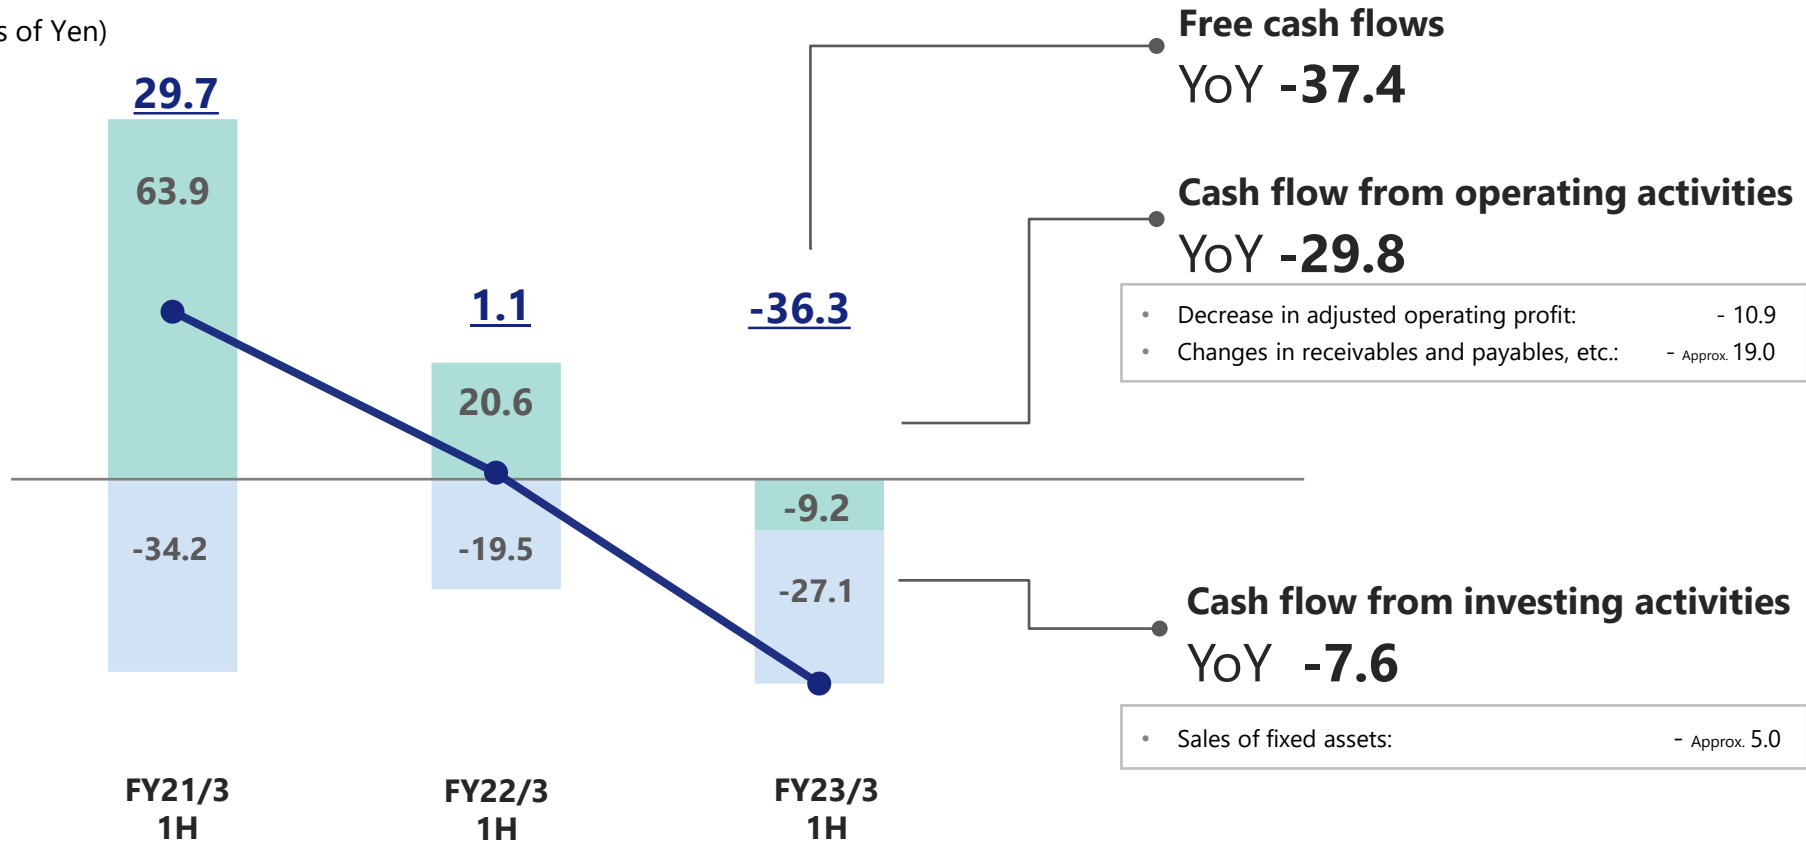 s of Yen)
29.7
63.9
-34.2
FY21/3
1H
1.1
20.6
-19.5
FY22/3
1H
-36.3
-9.2
-27.1
FY23/3
1H
Free cash flows
YoY -37.4
Cash flow from operating activities
YoY -29.8
• Decrease in adjusted operating profit: - 10.9
• Changes in receivables and payables, etc.: - Approx. 19.0
Cash flow from investing activities
YoY -7.6
• Sales of fixed assets: - Approx. 5.0